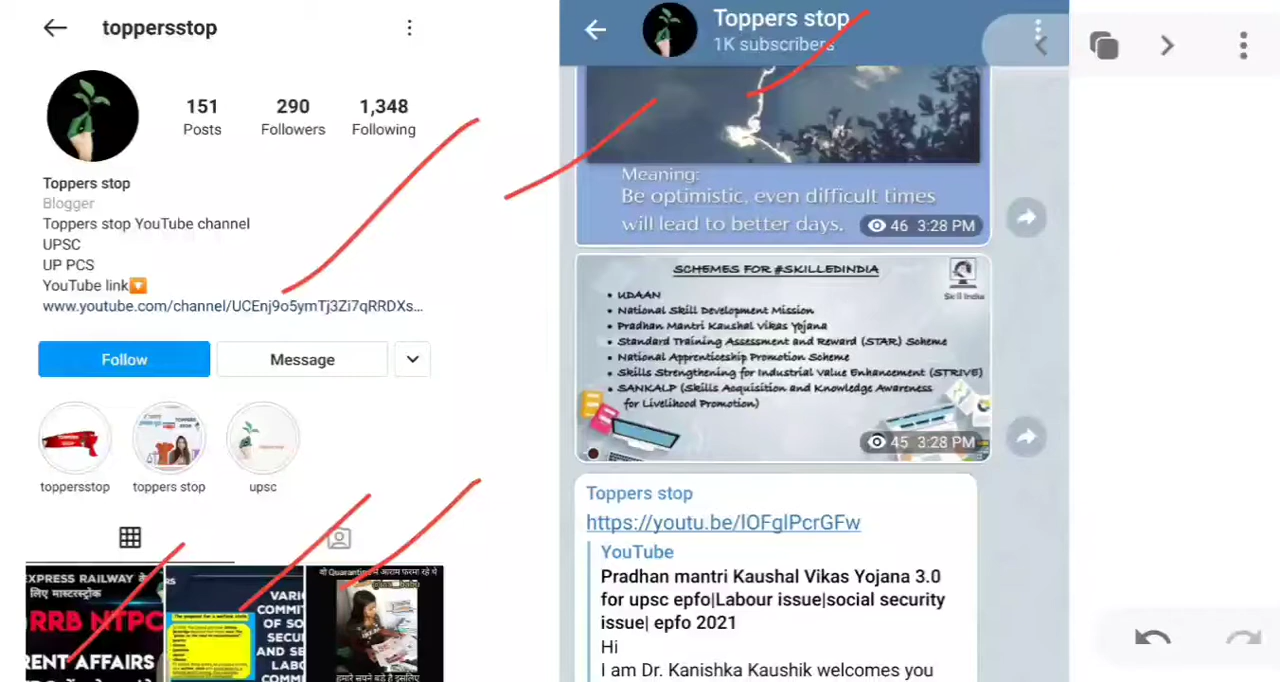 toppersstop
151
290
1,348
Posts
Followers
Following
Toppers stop
Blogger
Toppers stop YouTube channel
UPSC
UP PCS
YouTube link
www.youtube.com/channel/UCEnj9o5ymTj3Zi7qRRDXs...
Follow
Message
toppersstop
toppers stop
upsc
EXPRESS RAILWAY के
लिए मास्टरस्ट्रोक
RRB NTPC
RENT AFFAIRS
VARI
COMMIT
OF SO
SECU
AND SE
LABO
COMM
वो Quarantine में आराम फरमा रहे थे
हमारे सपने बड़े है इसलिए
Toppers stop
1K subscribers
Meaning:
Be optimistic, even difficult times
will lead to better days.
46 3:28 PM
SCHEMES FOR #SKILLEDINDIA
Skill India
• UDAAN
• National Skill Development Mission
• Pradhan Mantri Kaushal Vikas Yojana
• Standard Training Assessment and Reward (STAR) Scheme
• National Apprenticeship Promotion Scheme
• Skills Strengthening for Industrial Value Enhancement (STRIVE)
• SANKALP (Skills Acquisition and Knowledge Awareness
for Livelihood Promotion)
45 3:28 PM
Toppers stop
https://youtu.be/lOFglPcrGFw
YouTube
Pradhan mantri Kaushal Vikas Yojana 3.0
for upsc epfo|Labour issue|social security
issue| epfo 2021
Hi
I am Dr. Kanishka Kaushik welcomes you